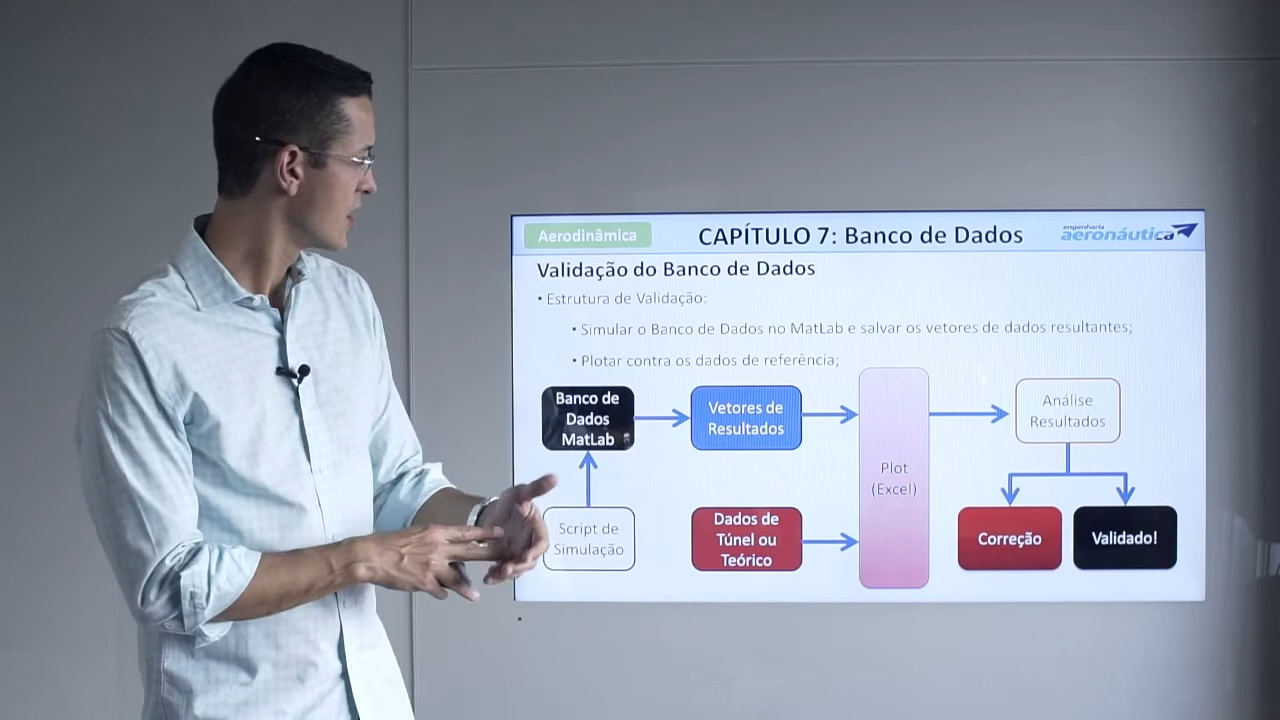 Aerodinâmica
CAPÍTULO 7: Banco de Dados
engenharia
aeronáutica
Validação do Banco de Dados
• Estrutura de Validação:
• Simular o Banco de Dados no MatLab e salvar os vetores de dados resultantes;
• Plotar contra os dados de referência;
Banco de
Dados
MatLab
Vetores de
Resultados
Plot
(Excel)
Análise
Resultados
Script de
Simulação
Dados de
Túnel ou
Teórico
Correção
Validado!